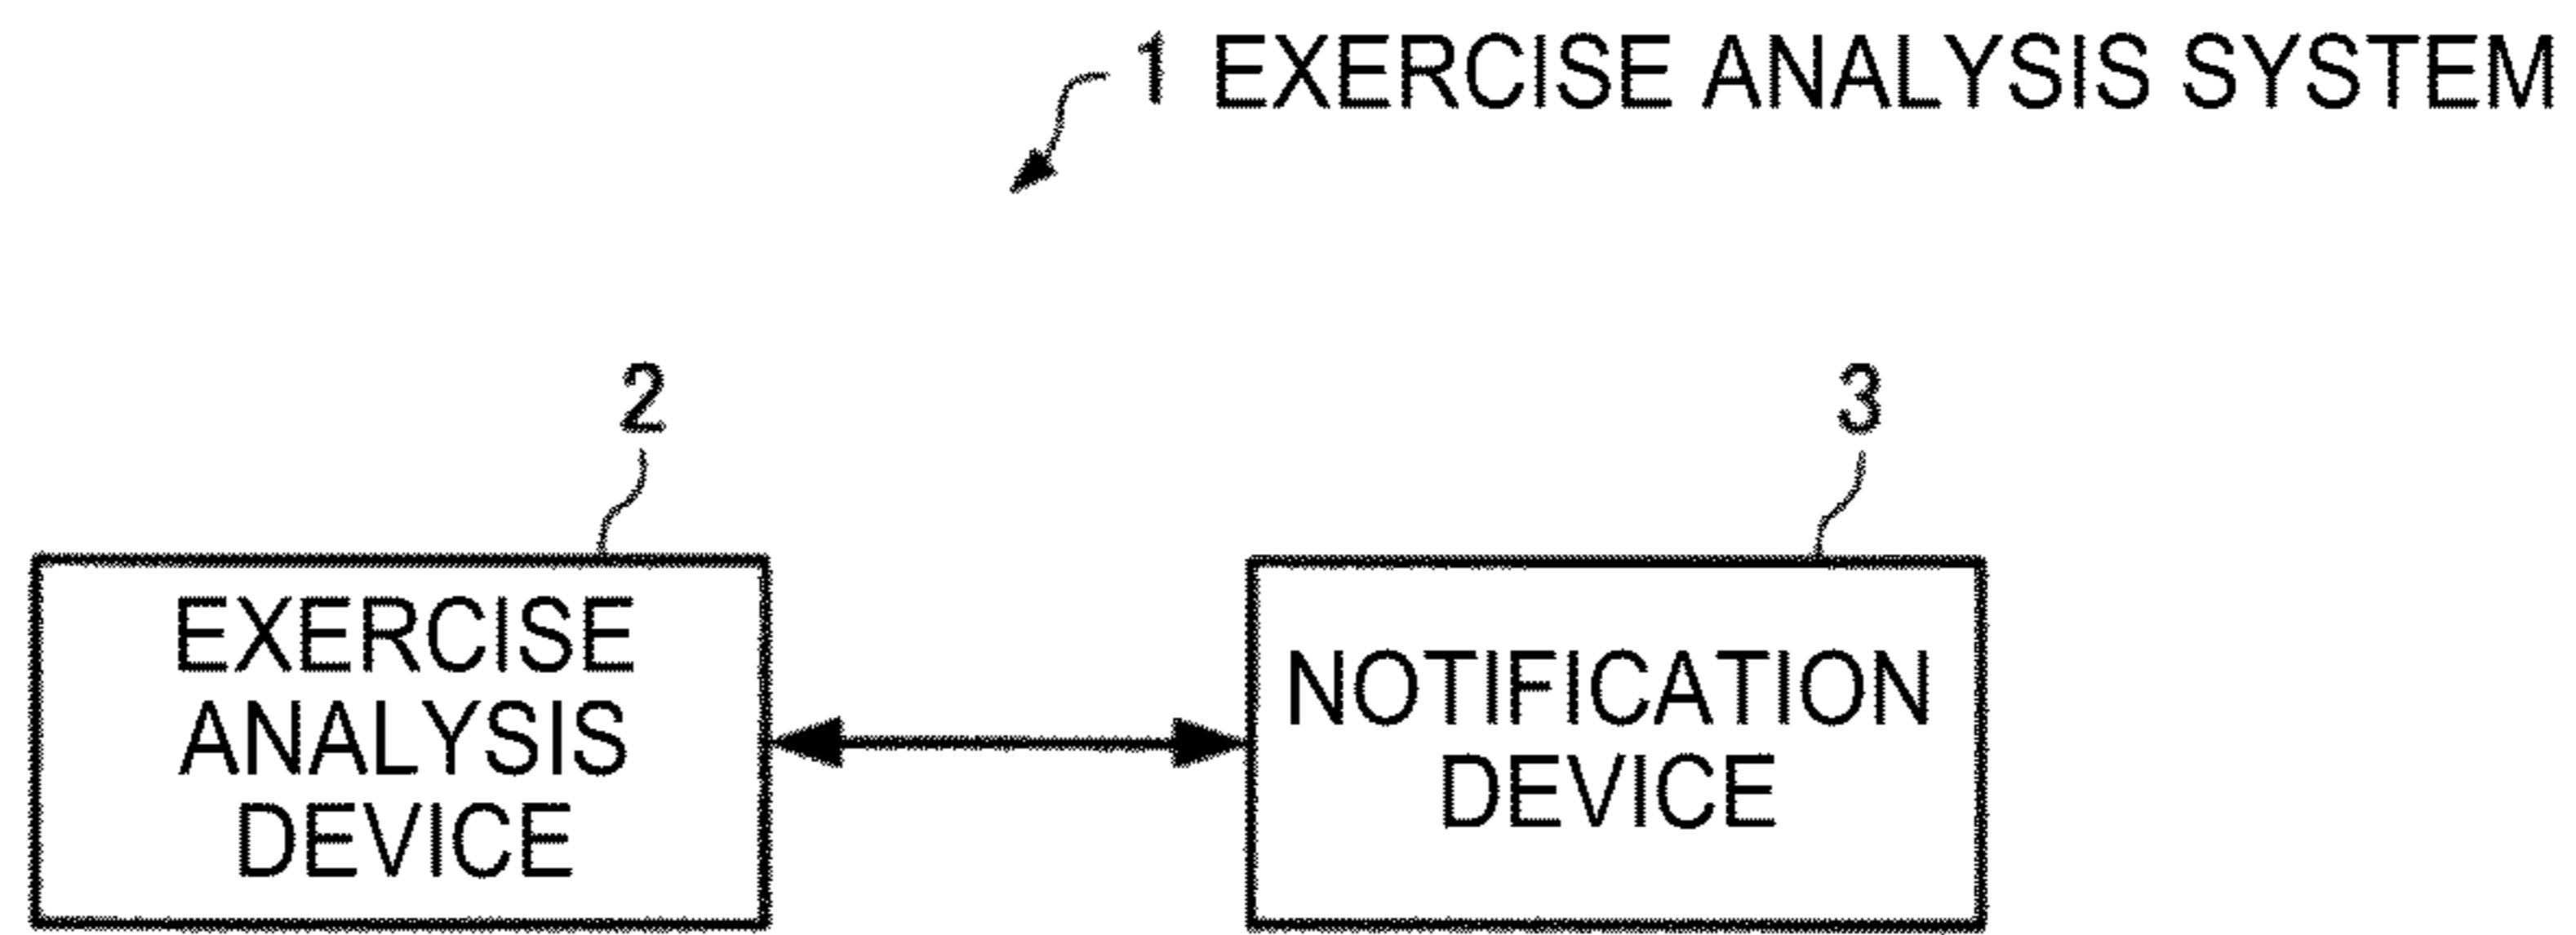 1 EXERCISE ANALYSIS SYSTEM
2
3
EXERCISE
ANALYSIS
DEVICE
NOTIFICATION
DEVICE